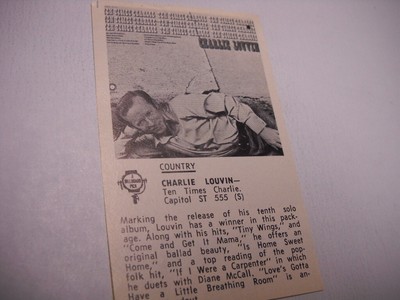 CHARLIE LOUVIN
COUNTRY
CHARLIE LOUVIN—
Ten Times Charlie.
Capitol ST 555 (S)
A
BILLBOARD
PICK
Marking the release of his tenth solo
album, Louvin has a winner in this pack-
age. Along with his hits, "Tiny Wings," and
"Come and Get It Mama," he offers an
original ballad beauty, "Is Home Sweet
Home," and a top reading of the pop-
folk hit, "If I Were a Carpenter" in which
he duets with Diane McCall. "Love's Gotta
Have a Little Breathing Room" is an-